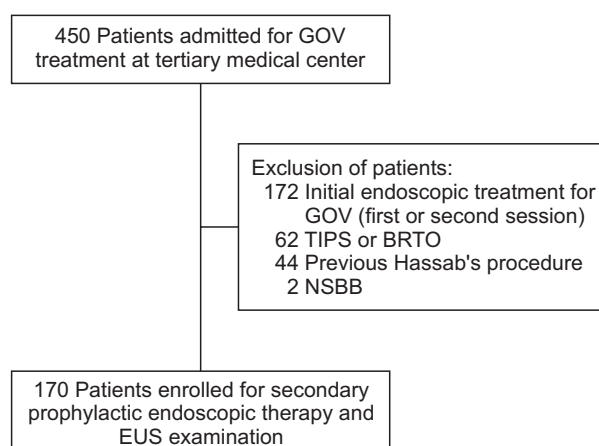 450 Patients admitted for GOV
treatment at tertiary medical center
Exclusion of patients:
172 Initial endoscopic treatment for
GOV (first or second session)
62 TIPS or BRTO
44 Previous Hassab's procedure
2 NSBB
170 Patients enrolled for secondary
prophylactic endoscopic therapy and
EUS examination